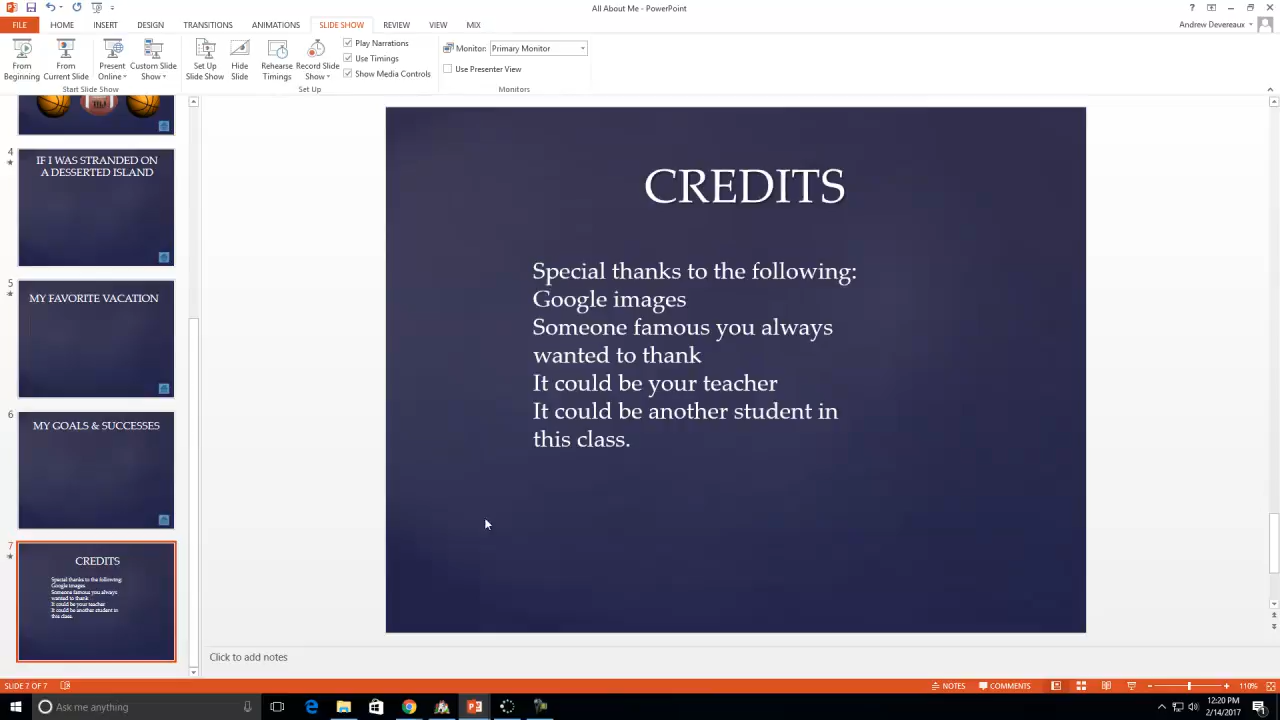 All About Me - PowerPoint
FILE HOME INSERT DESIGN TRANSITIONS ANIMATIONS SLIDE SHOW REVIEW VIEW MIX
Andrew Devereaux
From Beginning
From Current Slide
Present Online
Custom Slide Show
Start Slide Show
Set Up Slide Show
Hide Slide
Rehearse Timings
Record Slide Show
Play Narrations
Use Timings
Show Media Controls
Set Up
Monitor: Primary Monitor
Use Presenter View
Monitors
4
IF I WAS STRANDED ON
A DESSERTED ISLAND
5
MY FAVORITE VACATION
6
MY GOALS & SUCCESSES
7
CREDITS
Special thanks to the following:
Google images
Someone famous you always
wanted to thank
It could be your teacher
It could be another student in
this class.
CREDITS
Special thanks to the following:
Google images
Someone famous you always
wanted to thank
It could be your teacher
It could be another student in
this class.
Click to add notes
SLIDE 7 OF 7
NOTES COMMENTS 110%
Ask me anything
12:20 PM
2/14/2017